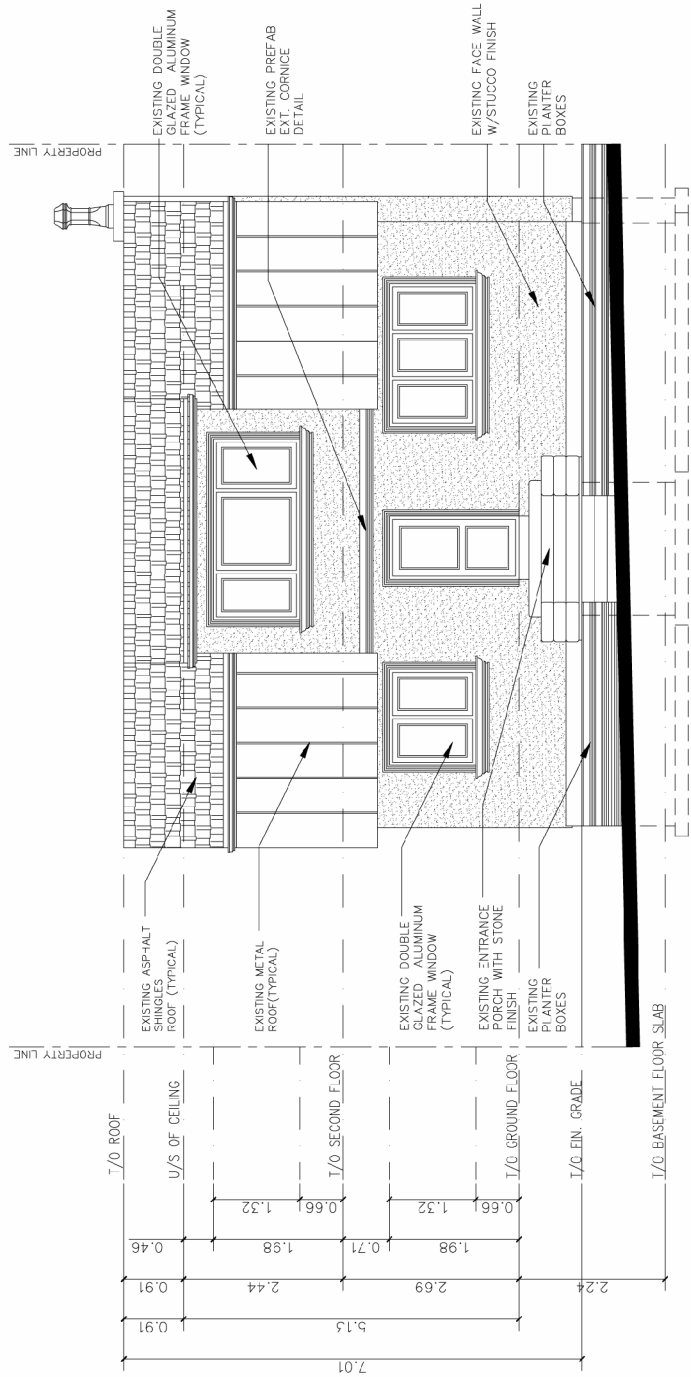 PROPERTY LINE
EXISTING DOUBLE
GLAZED ALUMINUM
FRAME WINDOW
(TYPICAL)
EXISTING PREFAB
EXT. CORNICE
DETAIL
EXISTING FACE WALL
W/STUCCO FINISH
EXISTING
PLANTER
BOXES
EXISTING ASPHALT
SHINGLES
ROOF (TYPICAL)
EXISTING METAL
ROOF(TYPICAL)
EXISTING DOUBLE
GLAZED ALUMINUM
FRAME WINDOW
(TYPICAL)
EXISTING ENTRANCE
PORCH WITH STONE
FINISH
EXISTING
PLANTER
BOXES
PROPERTY LINE
T/O ROOF
U/S OF CEILING
T/O SECOND FLOOR
T/O GROUND FLOOR
T/O FIN. GRADE
T/O BASEMENT FLOOR SLAB
1.32
0.66
1.32
0.66
0.46
1.98
0.71
1.98
0.91
2.44
2.69
2.24
0.91
5.13
7.01